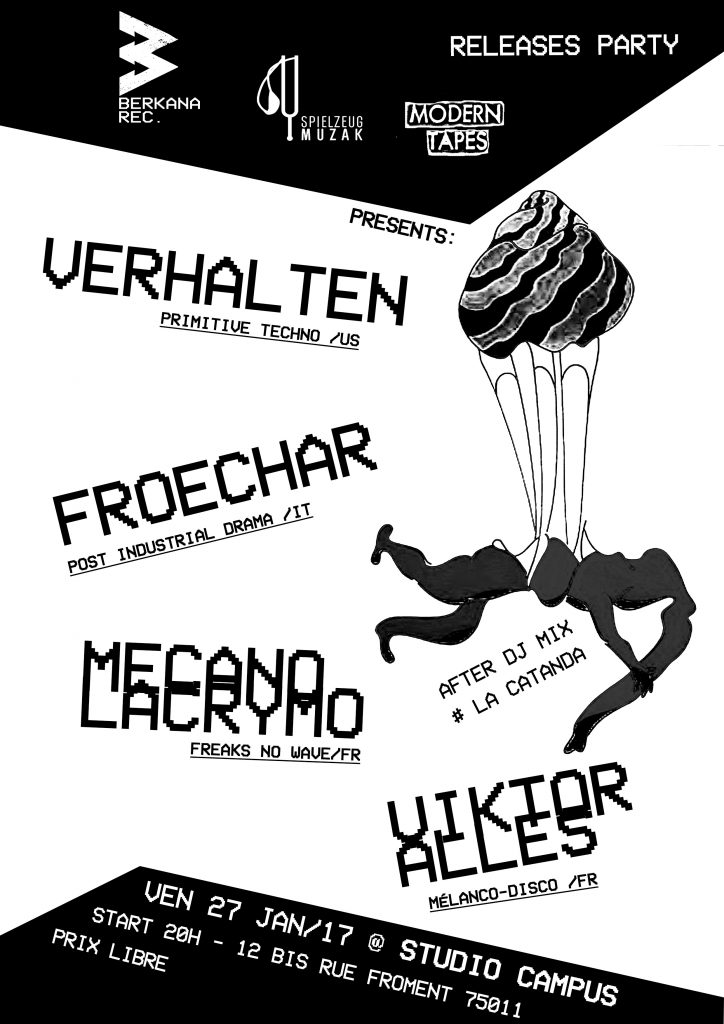 RELEASES PARTY
BERKANA
REC.
SPIELZEUG
MUZAK
MODERN
TAPES
PRESENTS:
VERHALTEN
PRIMITIVE TECHNO /US
FROECHAR
POST INDUSTRIAL DRAMA /IT
MECANO
LACRYMO
FREAKS NO WAVE/FR
AFTER DJ MIX
# LA CATANDA
VIKTOR
ALLES
MÉLANCO-DISCO /FR
VEN 27 JAN/17 @ STUDIO CAMPUS
START 20H - 12 BIS RUE FROMENT 75011
PRIX LIBRE